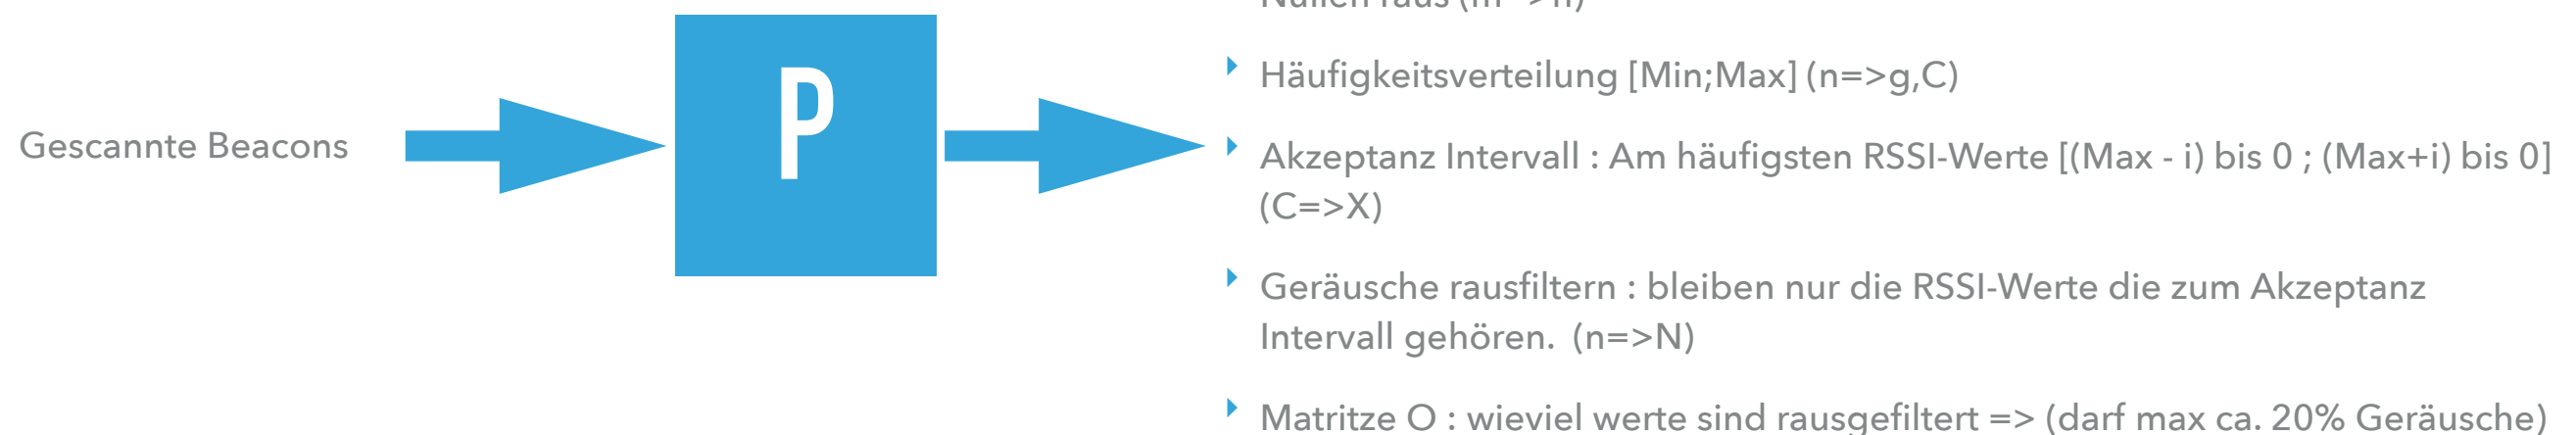 Nullen raus (m=>n)
Häufigkeitsverteilung [Min;Max] (n=>g,C)
P
Gescannte Beacons
Akzeptanz Intervall : Am häufigsten RSSI-Werte [(Max - i) bis 0 ; (Max+i) bis 0]
(C=>X)
Geräusche rausfiltern : bleiben nur die RSSI-Werte die zum Akzeptanz
Intervall gehören. (n=>N)
Matritze O : wieviel werte sind rausgefiltert => (darf max ca. 20% Geräusche)